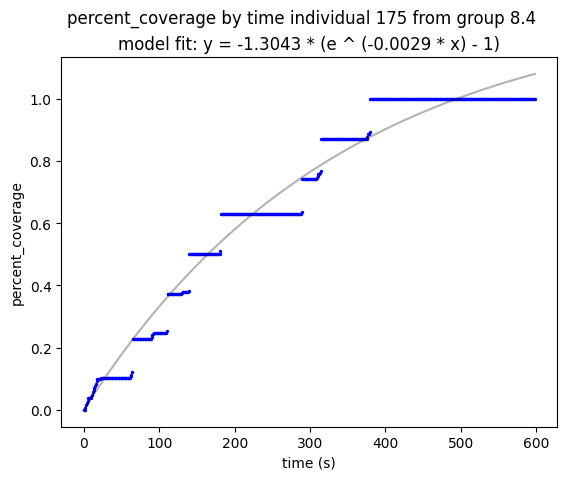 percent_coverage by time individual 175 from group 8.4
model fit: y = -1.3043 * (e ^ (-0.0029 * x) - 1)
1.0
0.8
0.6
0.4
0.2
0.0
percent_coverage
0 100 200 300 400 500 600
time (s)